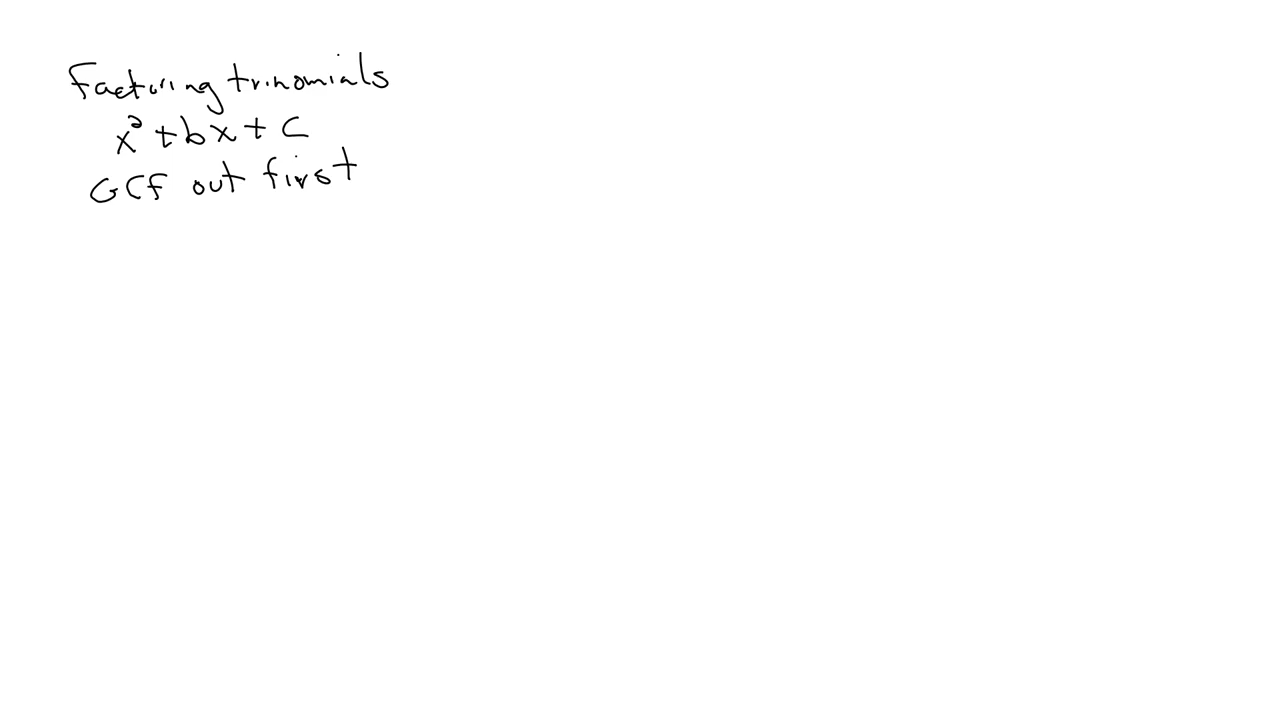 Factoring trinomials
x² + bx + c
GCF out first